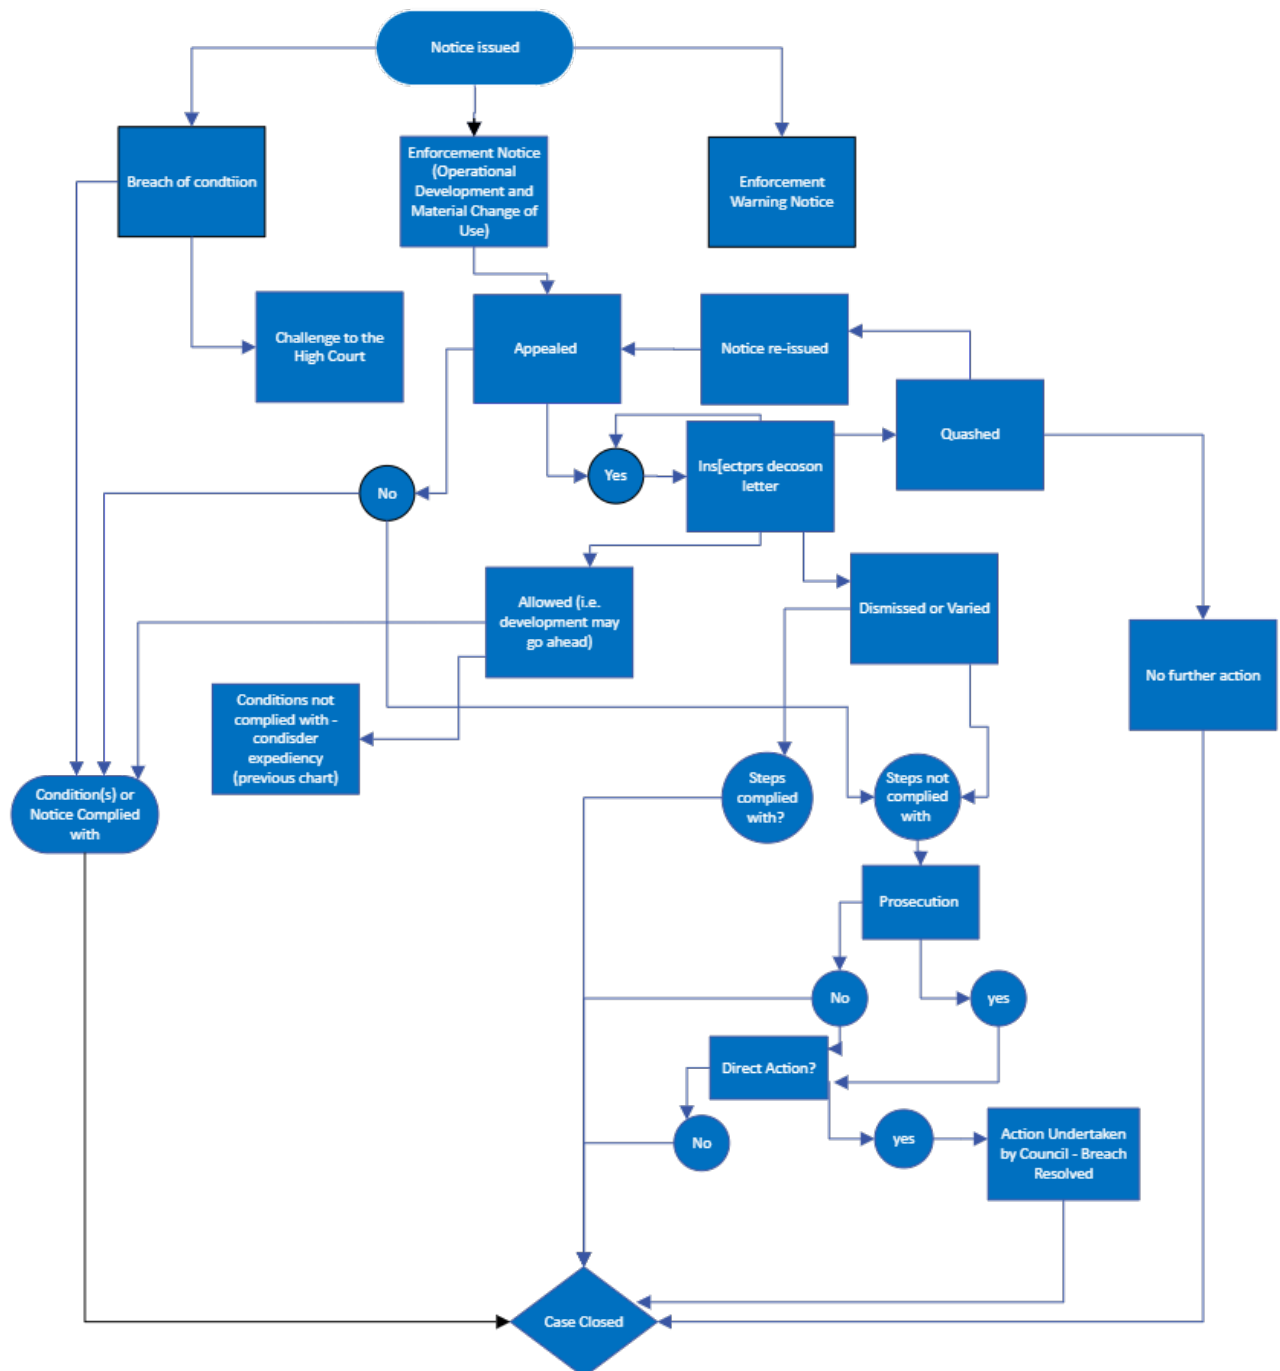 Notice issued
Breach of condtiion
Enforcement Notice
(Operational
Development and
Material Change of
Use)
Enforcement
Warning Notice
Challenge to the
High Court
Appealed
Notice re-issued
Quashed
Yes
Ins[ectprs decoson
letter
No
Allowed (i.e.
development may
go ahead)
Dismissed or Varied
No further action
Conditions not
complied with -
condisder
expediency
(previous chart)
Condition(s) or
Notice Complied
with
Steps
complied
with?
Steps not
complied
with
Prosecution
No
yes
Direct Action?
No
yes
Action Undertaken
by Council - Breach
Resolved
Case Closed